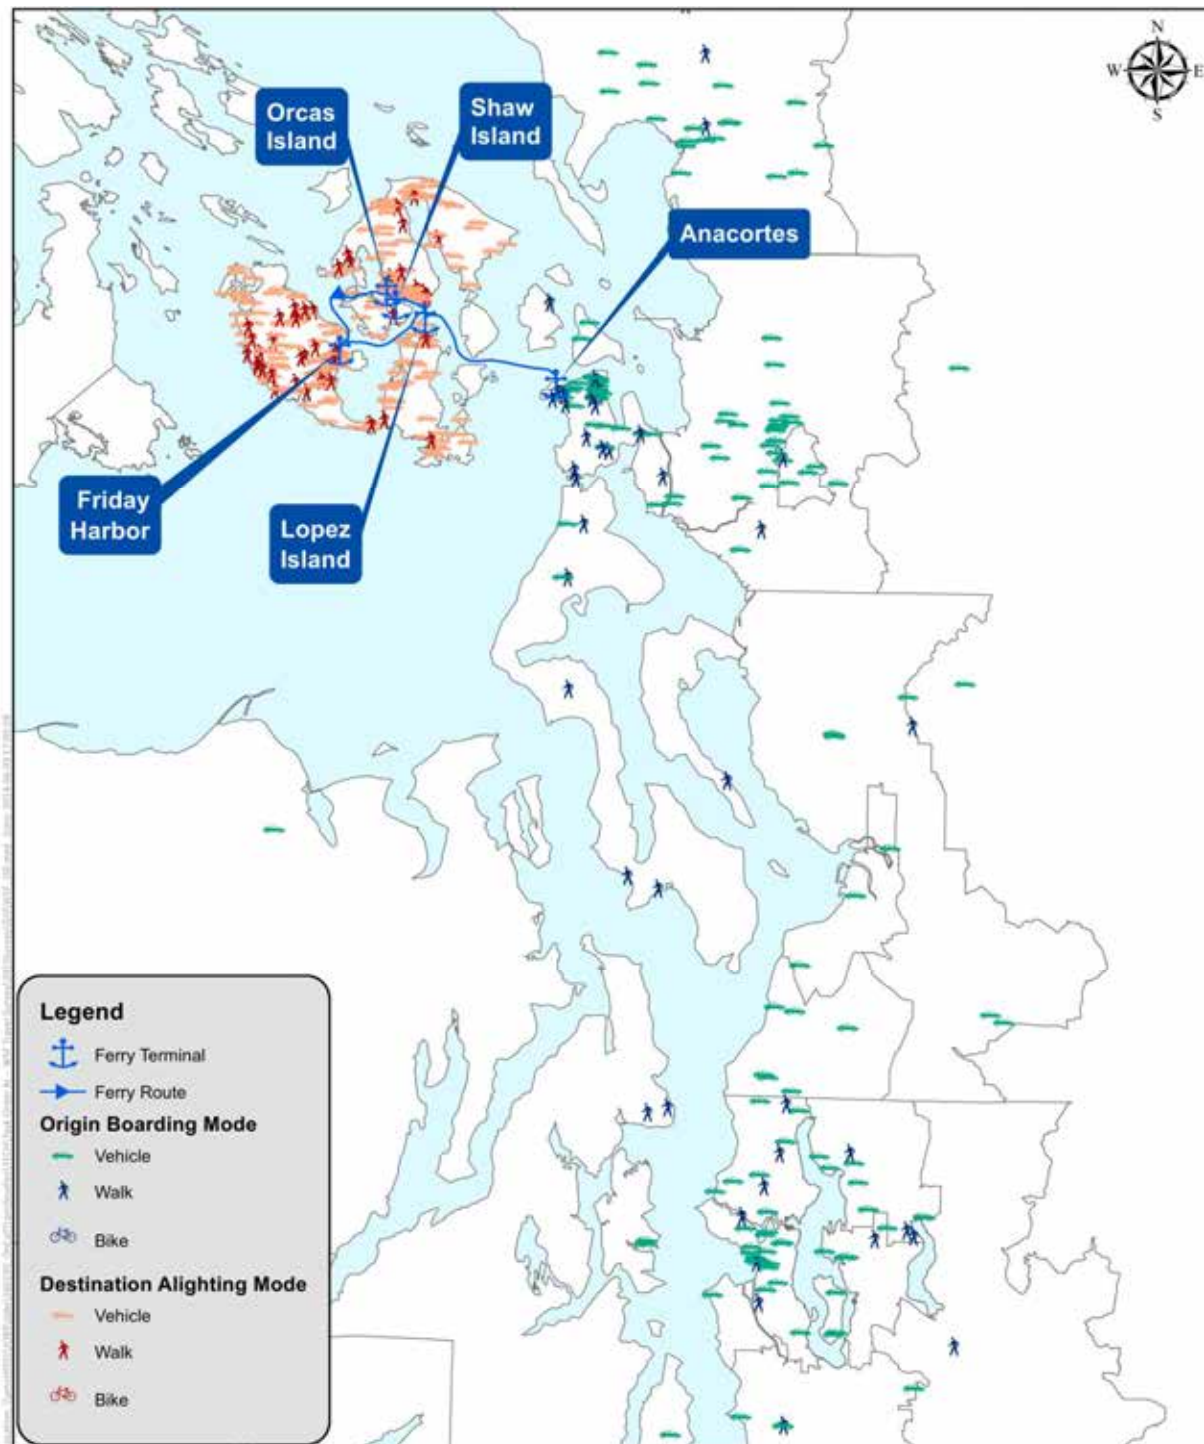 N
W E
S
Orcas
Island
Shaw
Island
Anacortes
Friday
Harbor
Lopez
Island
Legend
Ferry Terminal
Ferry Route
Origin Boarding Mode
Vehicle
Walk
Bike
Destination Alighting Mode
Vehicle
Walk
Bike